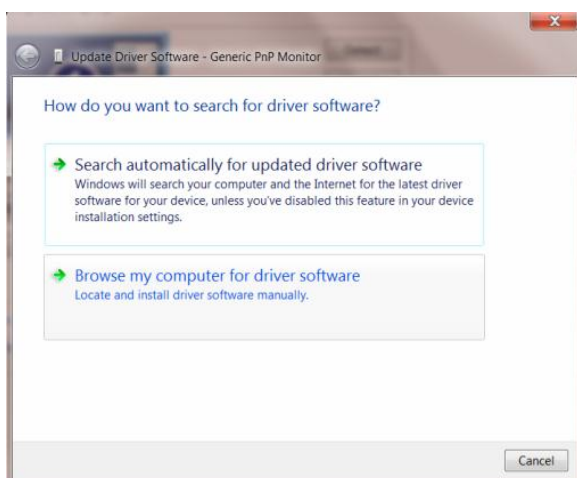 Update Driver Software - Generic PnP Monitor
How do you want to search for driver software?
Search automatically for updated driver software
Windows will search your computer and the Internet for the latest driver
software for your device, unless you've disabled this feature in your device
installation settings.
Browse my computer for driver software
Locate and install driver software manually.
Cancel